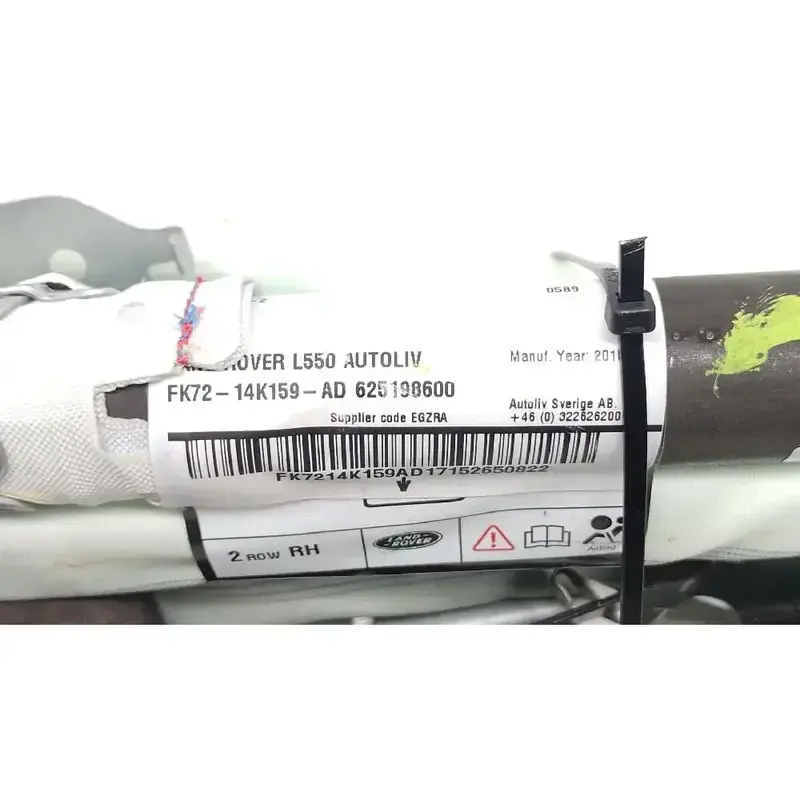 0589
ROVER L550 AUTOLIV
Manuf. Year: 201
FK72-14K159-AD 625198600
Autoliv Sverige AB.
Supplier code EGZRA
+46 (0) 322626200
FK7214K159AD17152650822
2 ROW RH
LAND ROVER
Airbag